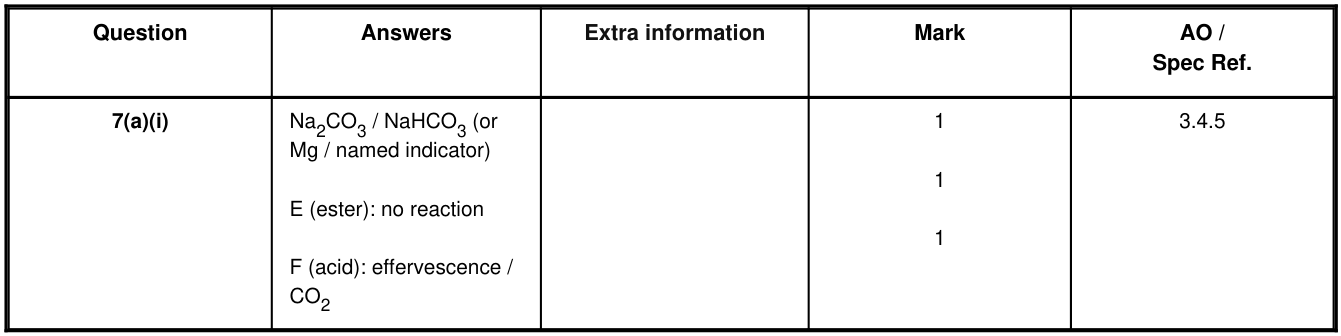 Question Answers Extra information Mark AO /
Spec Ref.
7(a)(i) Na₂CO₃ / NaHCO₃ (or 1 3.4.5
Mg / named indicator)
1
E (ester): no reaction
1
F (acid): effervescence /
CO₂